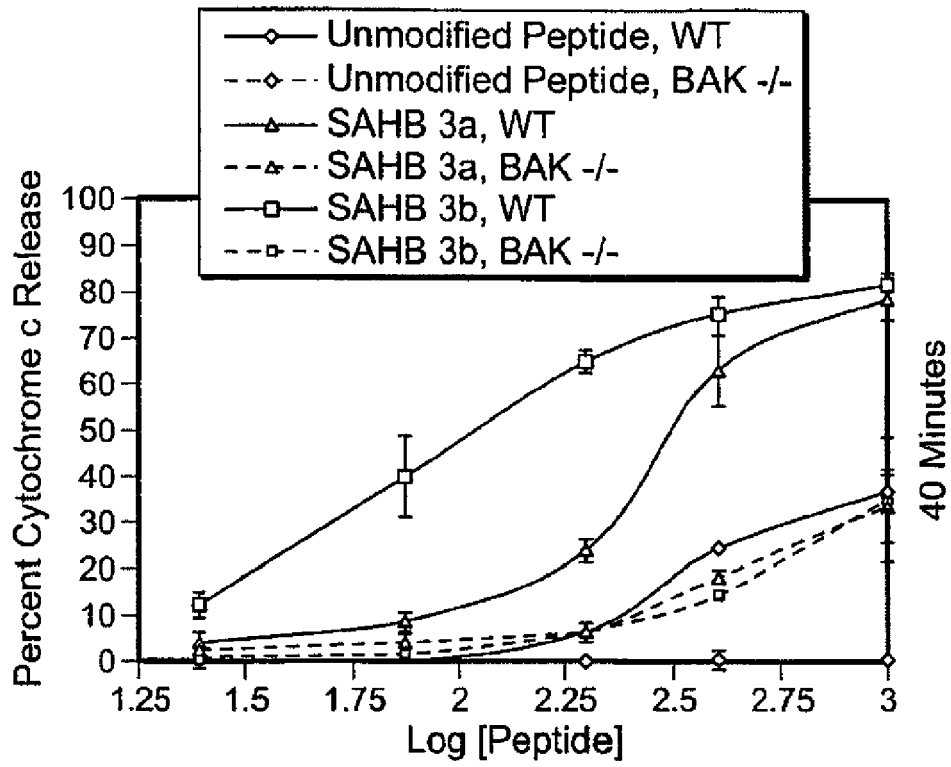 Unmodified Peptide, WT
Unmodified Peptide, BAK -/-
SAHB 3a, WT
SAHB 3a, BAK -/-
SAHB 3b, WT
SAHB 3b, BAK -/-
Percent Cytochrome c Release
100
90
80
70
60
50
40
30
20
10
0
1.25
1.5
1.75
2
2.25
2.5
2.75
3
Log [Peptide]
40 Minutes